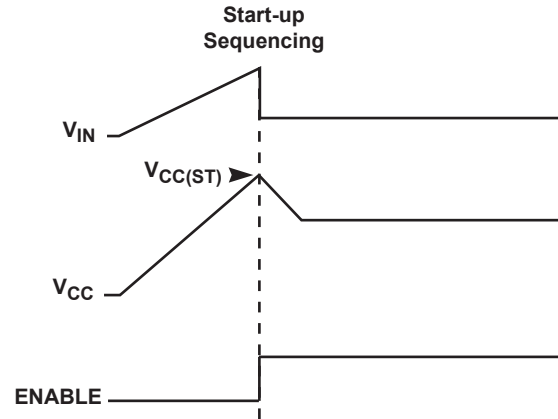 Start-up
Sequencing
VIN
VCC(ST)
VCC
ENABLE